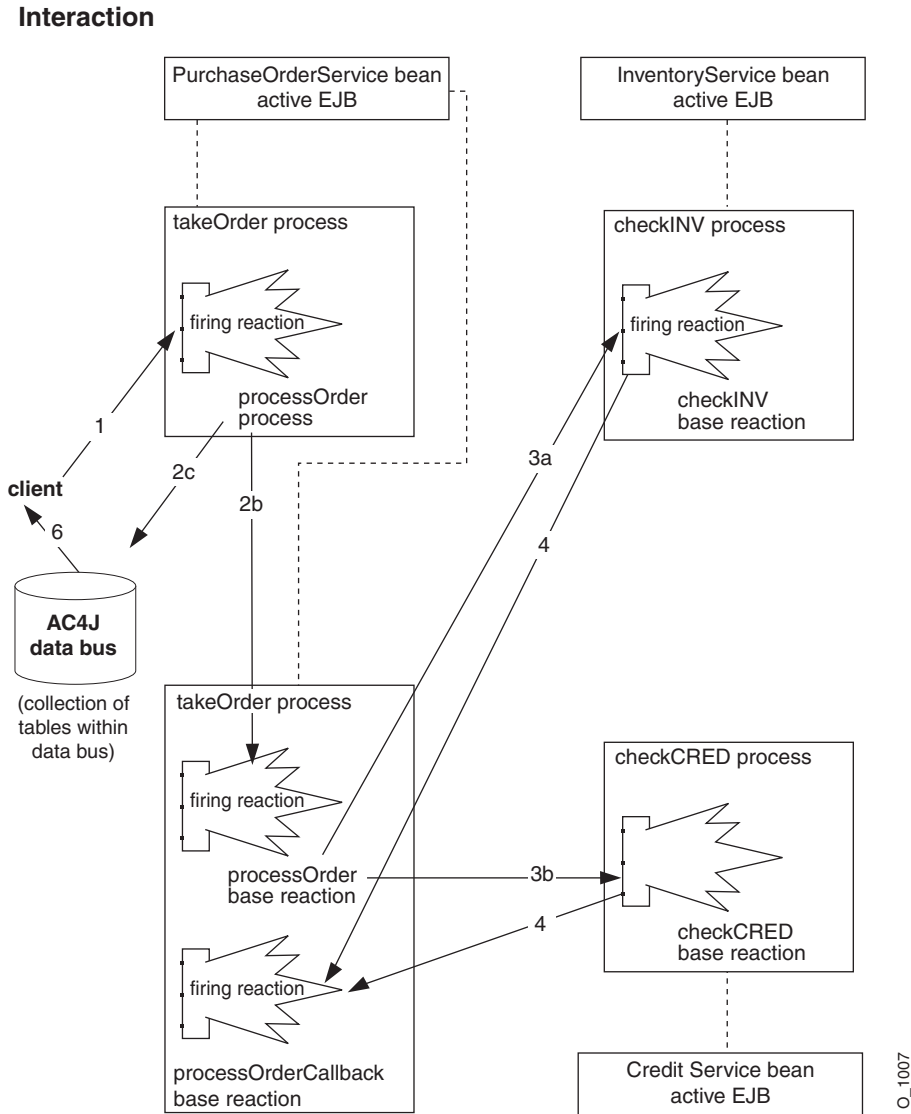 Interaction
PurchaseOrderService bean
active EJB
InventoryService bean
active EJB
takeOrder process
firing reaction
processOrder
process
checkINV process
firing reaction
checkINV
base reaction
1
2c
2b
3a
client
6
4
AC4J
data bus
(collection of
tables within
data bus)
takeOrder process
firing reaction
processOrder
base reaction
3b
4
firing reaction
processOrderCallback
base reaction
checkCRED process
checkCRED
base reaction
Credit Service bean
active EJB
O_1007